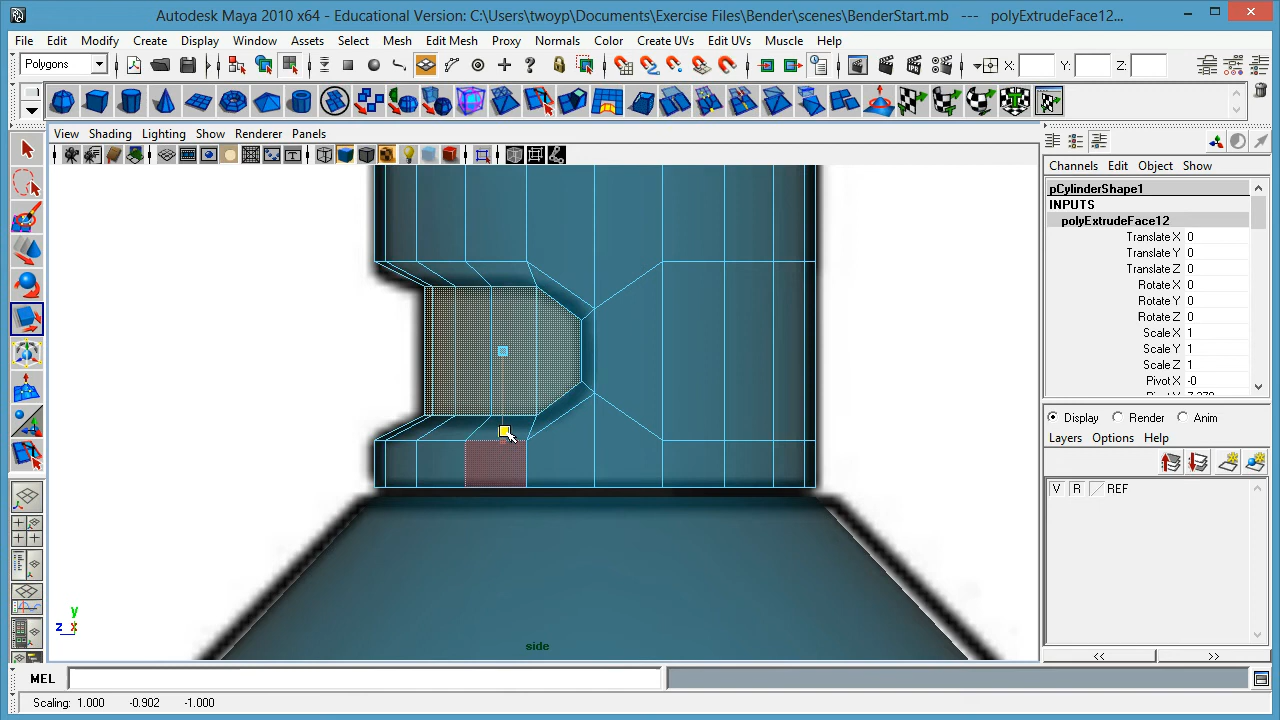 Autodesk Maya 2010 x64 - Educational Version: C:\Users\twoyp\Documents\Exercise Files\Bender\scenes\BenderStart.mb --- polyExtrudeFace12...
File Edit Modify Create Display Window Assets Select Mesh Edit Mesh Proxy Normals Color Create UVs Edit UVs Muscle Help
Polygons X: Y: Z:
View Shading Lighting Show Renderer Panels
Channels Edit Object Show
pCylinderShape1
INPUTS
polyExtrudeFace12
Translate X 0
Translate Y 0
Translate Z 0
Rotate X 0
Rotate Y 0
Rotate Z 0
Scale X 1
Scale Y 1
Scale Z 1
Pivot X -0
Display Render Anim
Layers Options Help
V R REF
y
z x
side
<< >>
MEL
Scaling: 1.000 -0.902 -1.000